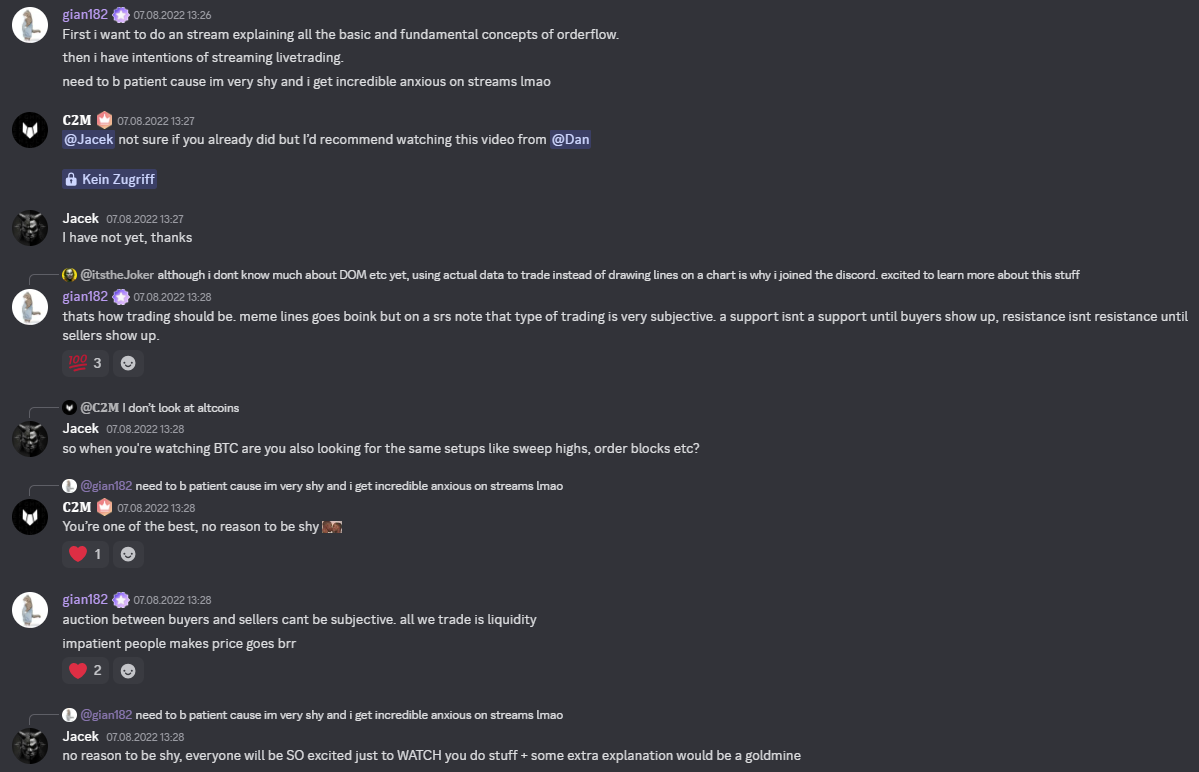 gian182 07.08.2022 13:26
First i want to do an stream explaining all the basic and fundamental concepts of orderflow.
then i have intentions of streaming livetrading.
need to b patient cause im very shy and i get incredible anxious on streams lmao
C2M 07.08.2022 13:27
@Jacek not sure if you already did but I'd recommend watching this video from @Dan
Kein Zugriff
Jacek 07.08.2022 13:27
I have not yet, thanks
@itstheJoker although i dont know much about DOM etc yet, using actual data to trade instead of drawing lines on a chart is why i joined the discord. excited to learn more about this stuff
gian182 07.08.2022 13:28
thats how trading should be. meme lines goes boink but on a srs note that type of trading is very subjective. a support isnt a support until buyers show up, resistance isnt resistance until
sellers show up.
100 3
@C2M I don't look at altcoins
Jacek 07.08.2022 13:28
so when you're watching BTC are you also looking for the same setups like sweep highs, order blocks etc?
@gian182 need to b patient cause im very shy and i get incredible anxious on streams lmao
C2M 07.08.2022 13:28
You're one of the best, no reason to be shy
1
gian182 07.08.2022 13:28
auction between buyers and sellers cant be subjective. all we trade is liquidity
impatient people makes price goes brr
2
@gian182 need to b patient cause im very shy and i get incredible anxious on streams lmao
Jacek 07.08.2022 13:28
no reason to be shy, everyone will be SO excited just to WATCH you do stuff + some extra explanation would be a goldmine